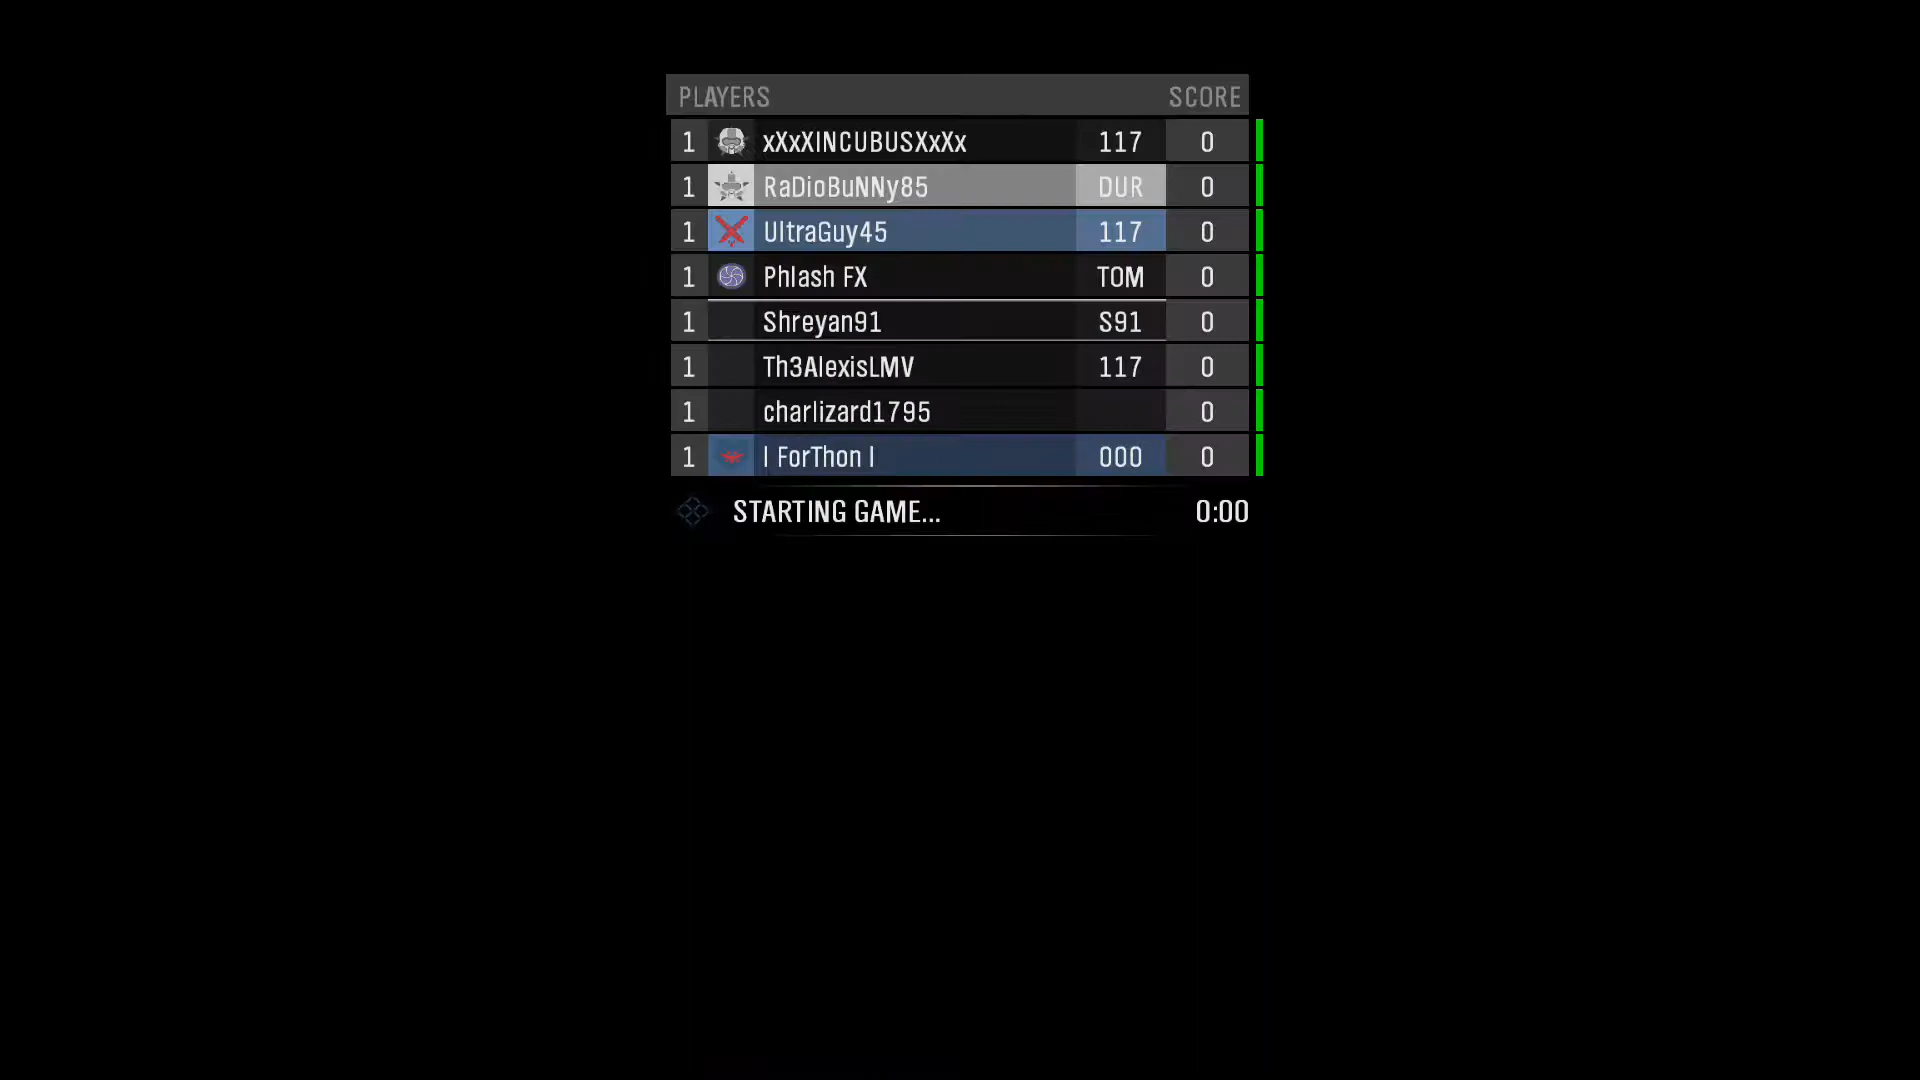 PLAYERS SCORE
1 xXxXINCUBUSXxXx 117 0
1 RaDioBuNNy85 DUR 0
1 UltraGuy45 117 0
1 Phlash FX TOM 0
1 Shreyan91 S91 0
1 Th3AlexisLMV 117 0
1 charlizard1795 0
1 l ForThon l 000 0
STARTING GAME... 0:00